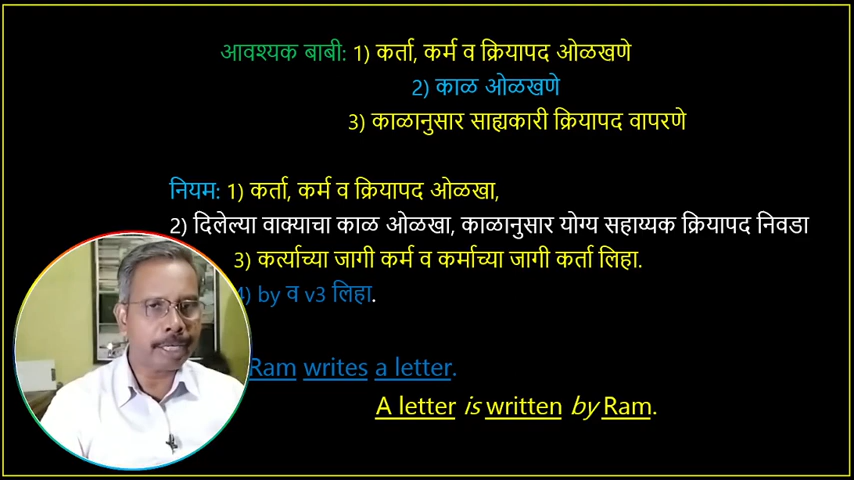 आवश्यक बाबी: 1) कर्ता, कर्म व क्रियापद ओळखणे
2) काळ ओळखणे
3) काळानुसार साह्यकारी क्रियापद वापरणे
नियम: 1) कर्ता, कर्म व क्रियापद ओळखा,
2) दिलेल्या वाक्याचा काळ ओळखा, काळानुसार योग्य सहाय्यक क्रियापद निवडा
3) कर्त्याच्या जागी कर्म व कर्माच्या जागी कर्ता लिहा.
4) by व v3 लिहा.
Ram writes a letter.
A letter is written by Ram.